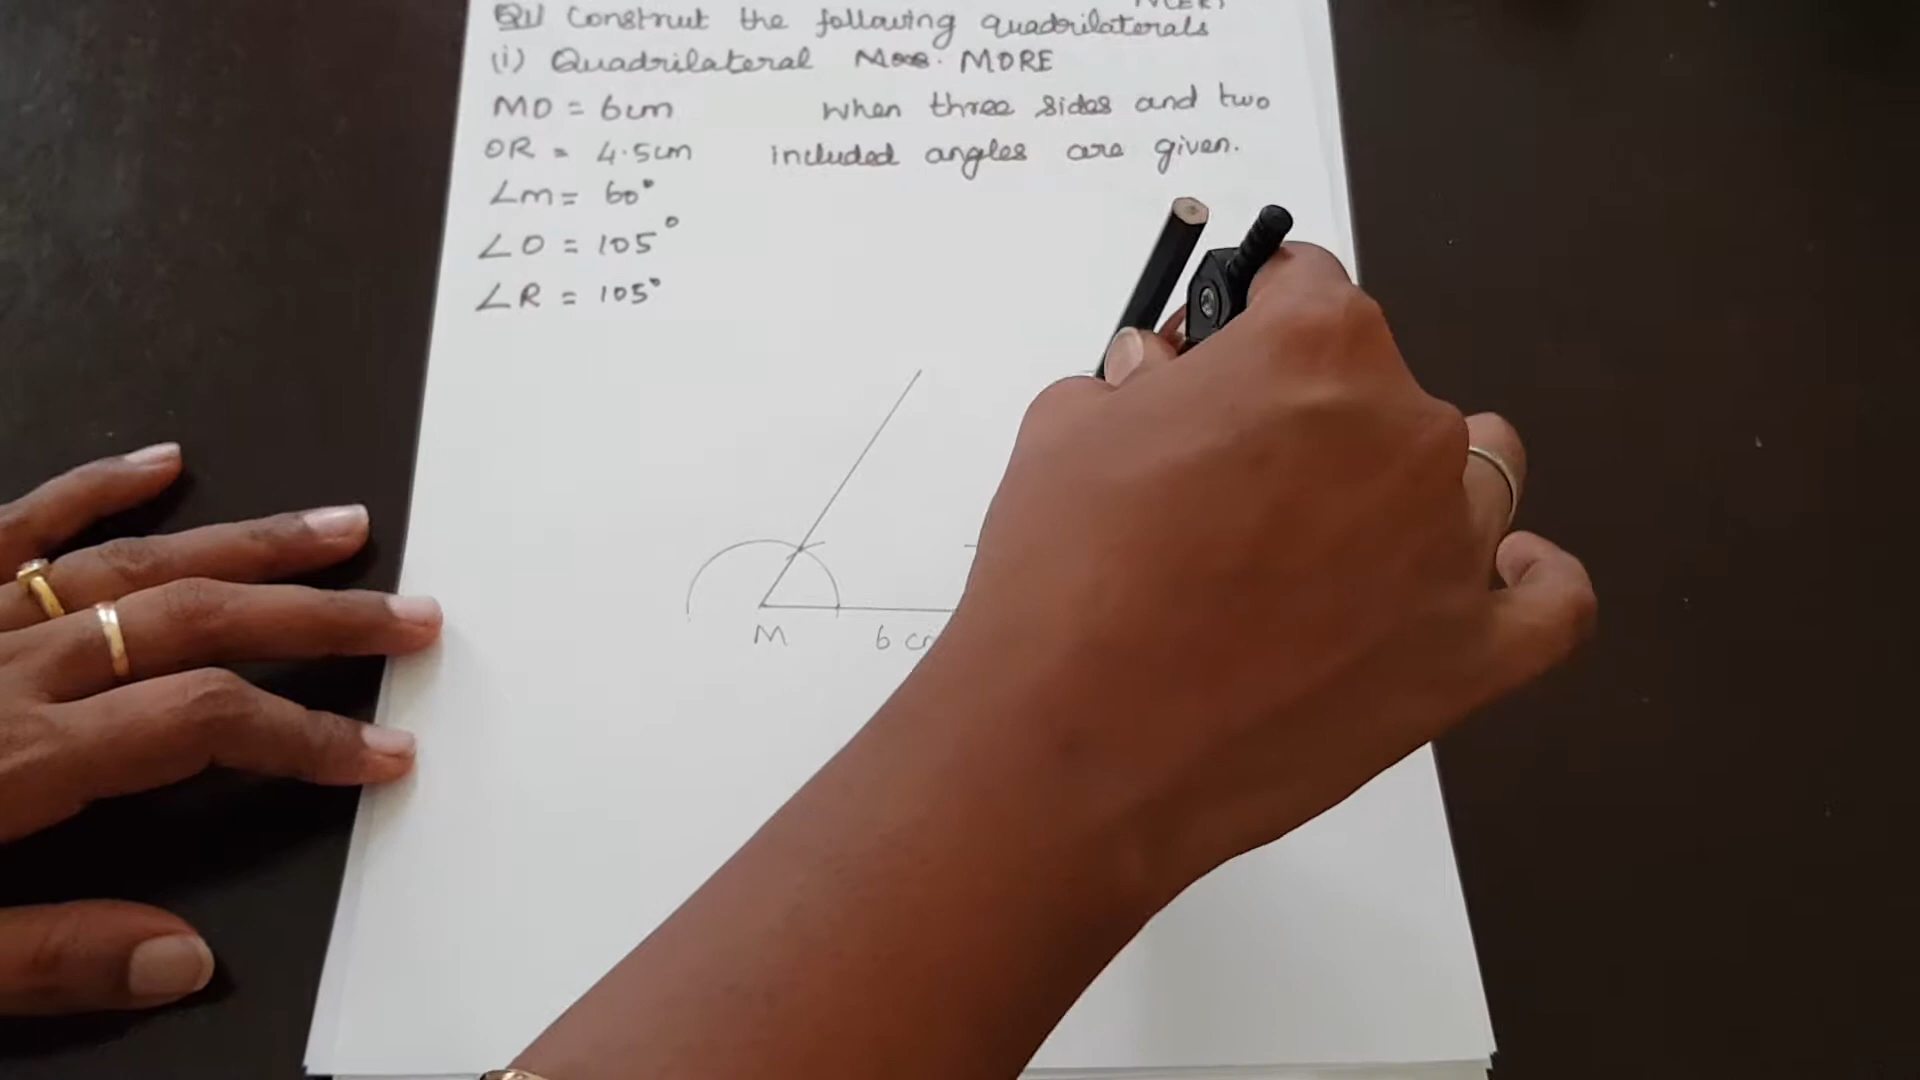 Q1) Construct the following quadrilaterals
(i) Quadrilateral MORE
MO = 6cm
when three sides and two
OR = 4.5cm
included angles are given.
∠M = 60°
∠O = 105°
∠R = 105°
M
6 c